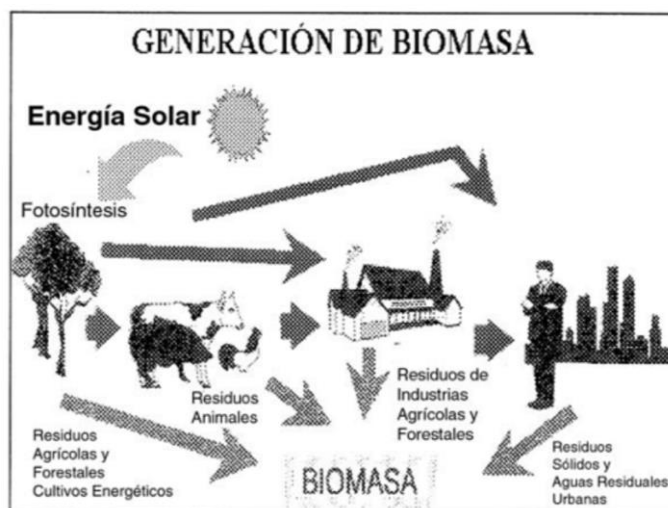 GENERACIÓN DE BIOMASA
Energía Solar
Fotosíntesis
Residuos
Animales
Residuos de
Industrias
Agrícolas y
Forestales
Residuos
Agrícolas y
Forestales
Cultivos Energéticos
BIOMASA
Residuos
Sólidos y
Aguas Residuales
Urbanas